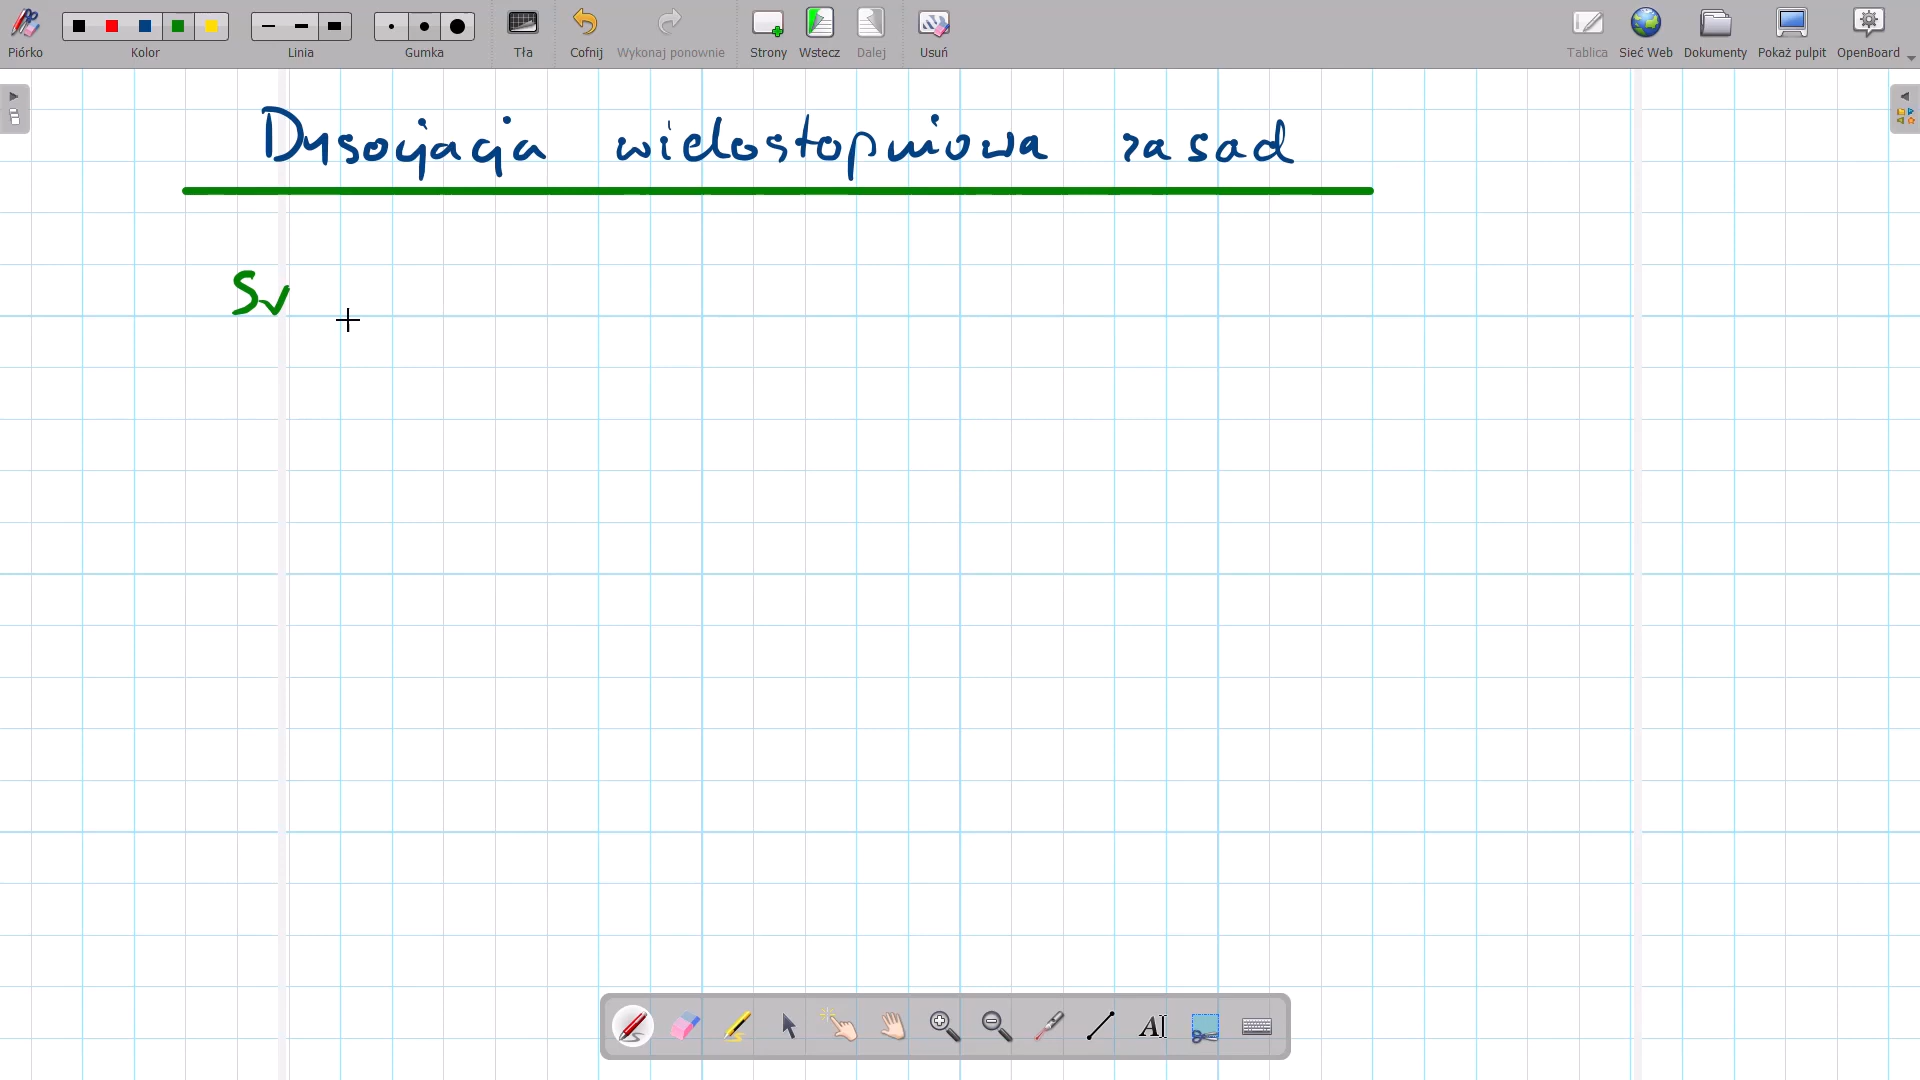 Piórko Kolor Linia Gumka Tła Cofnij Wykonaj ponownie Strony Wstecz Dalej Usuń Tablica Sieć Web Dokumenty Pokaż pulpit OpenBoard
Dysocjacja wielostopniowa zasad
Sr